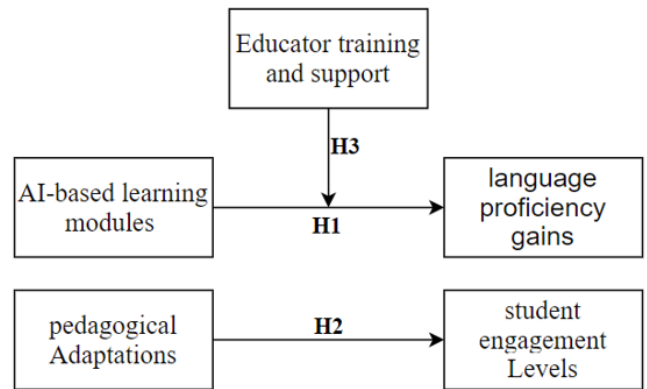 Educator training
and support
H3
AI-based learning
modules
H1
language
proficiency
gains
pedagogical
Adaptations
H2
student
engagement
Levels